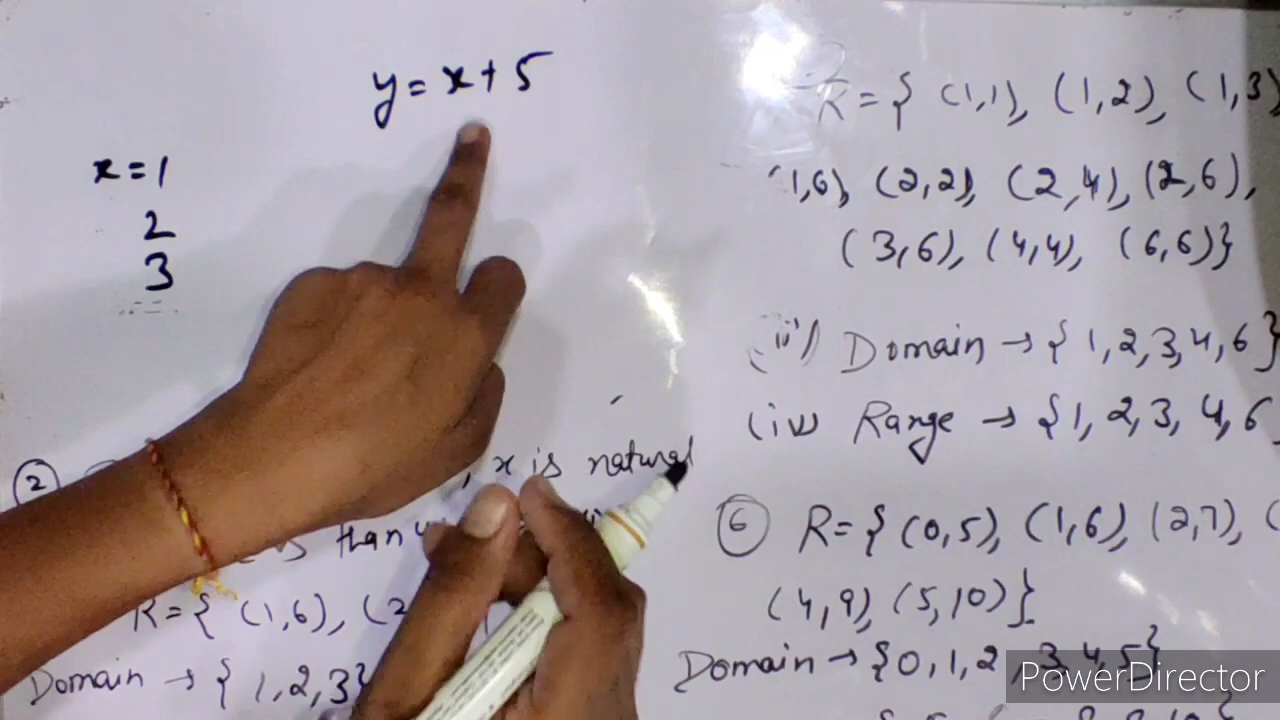 y = x + 5
x = 1
2
3
② , x is natural
than 4
R = { (1,6), (2
Domain → { 1, 2, 3}
R = { (1,1), (1,2), (1,3)
1,6), (2,2), (2,4), (2,6),
(3,6), (4,4), (6,6)}
(ii) Domain → { 1, 2, 3, 4, 6 }
(iv) Range → { 1, 2, 3, 4, 6
⑥ R = { (0,5), (1,6), (2,7), (
(4,9), (5,10) }
Domain → {0, 1, 2, 3, 4, 5}
PowerDirector